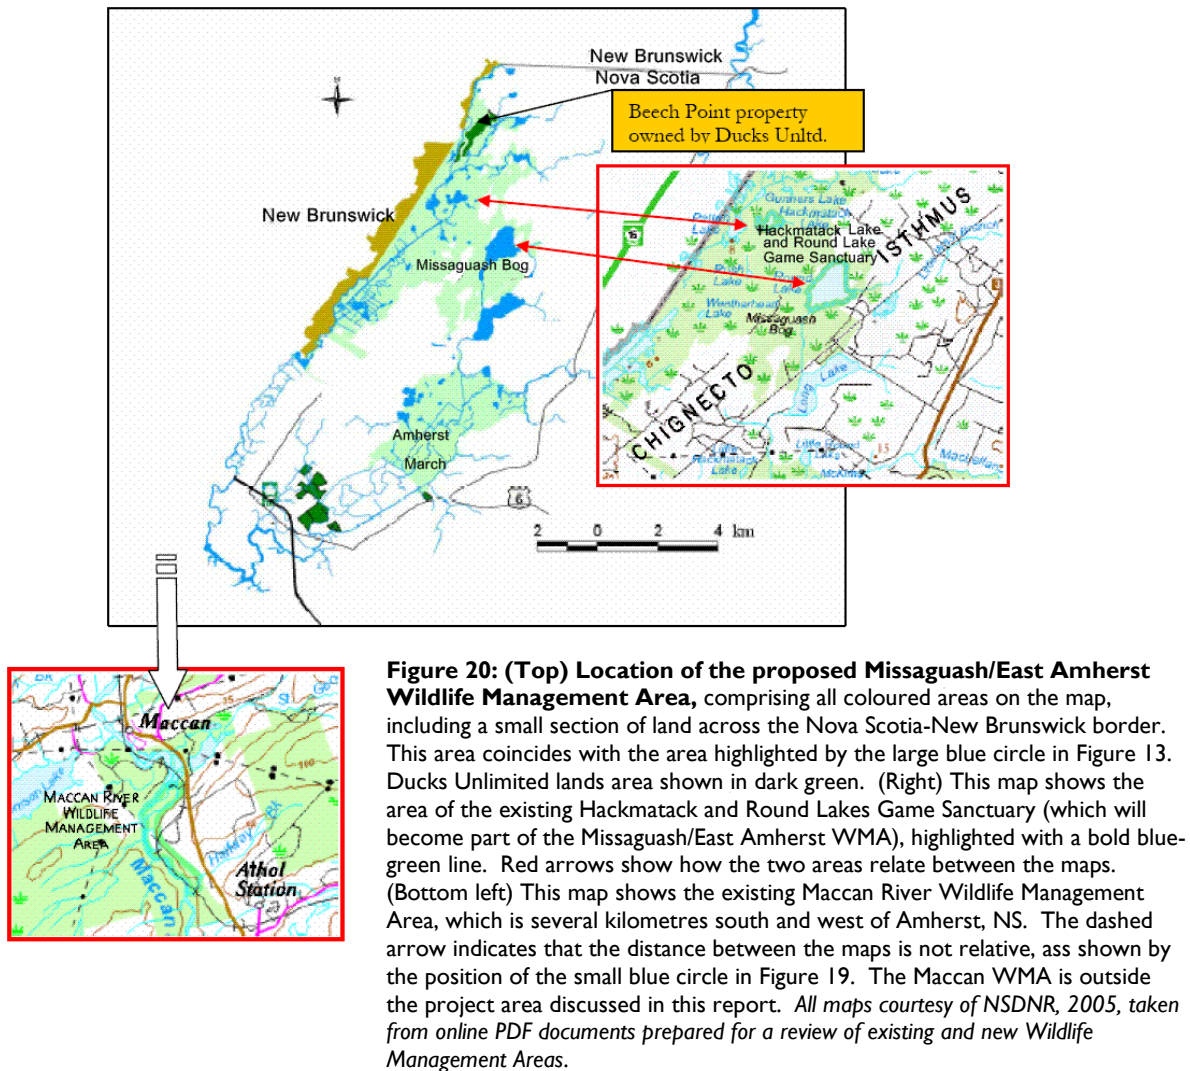 New Brunswick
Nova Scotia
N
Beech Point property
owned by Ducks Unltd.
New Brunswick
Missaguash Bog
Amherst
March
6
2 0 2 4 km
16
Gunners Lake
Hackmatack
Lake
Hackmatack Lake
and Round Lake
Game Sanctuary
ISTHMUS
Lake
Round
Lake
Weatherhead
Lake
Missaguash
Bog
CHIGNECTO
Long Lake
Little Round
Lake
15
Hackmatack
Lake
6
8
Maccan
15
MACCAN RIVER
WILDLIFE
MANAGEMENT
AREA
Maccan
Athol
Station
Figure 20: (Top) Location of the proposed Missaguash/East Amherst
Wildlife Management Area, comprising all coloured areas on the map,
including a small section of land across the Nova Scotia-New Brunswick border.
This area coincides with the area highlighted by the large blue circle in Figure 13.
Ducks Unlimited lands area shown in dark green. (Right) This map shows the
area of the existing Hackmatack and Round Lakes Game Sanctuary (which will
become part of the Missaguash/East Amherst WMA), highlighted with a bold blue-
green line. Red arrows show how the two areas relate between the maps.
(Bottom left) This map shows the existing Maccan River Wildlife Management
Area, which is several kilometres south and west of Amherst, NS. The dashed
arrow indicates that the distance between the maps is not relative, ass shown by
the position of the small blue circle in Figure 19. The Maccan WMA is outside
the project area discussed in this report. All maps courtesy of NSDNR, 2005, taken
from online PDF documents prepared for a review of existing and new Wildlife
Management Areas.